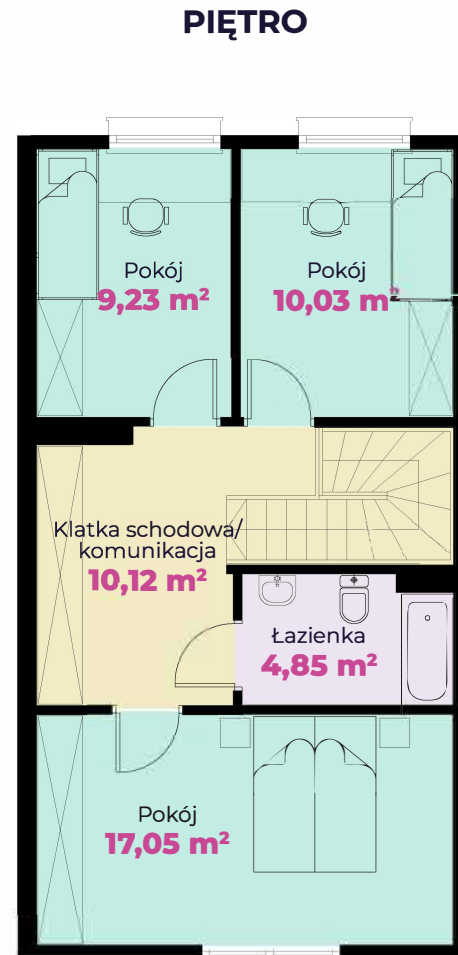 PIĘTRO
Pokój
9,23 m²
Pokój
10,03 m²
Klatka schodowa/
komunikacja
10,12 m²
Łazienka
4,85 m²
Pokój
17,05 m²